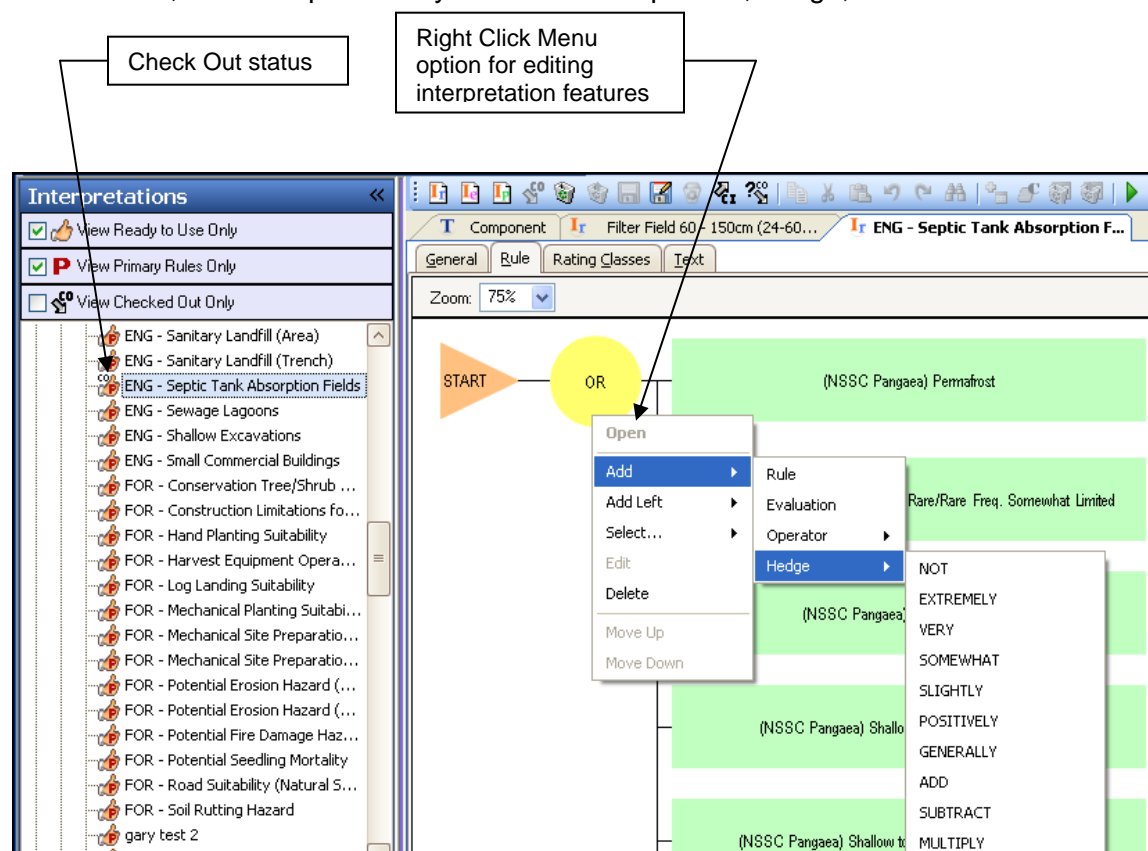 Check Out status
Right Click Menu
option for editing
interpretation features
Interpretations
View Ready to Use Only
P View Primary Rules Only
CO View Checked Out Only
ENG - Sanitary Landfill (Area)
ENG - Sanitary Landfill (Trench)
ENG - Septic Tank Absorption Fields
ENG - Sewage Lagoons
ENG - Shallow Excavations
ENG - Small Commercial Buildings
FOR - Conservation Tree/Shrub ...
FOR - Construction Limitations fo...
FOR - Hand Planting Suitability
FOR - Harvest Equipment Opera...
FOR - Log Landing Suitability
FOR - Mechanical Planting Suitabi...
FOR - Mechanical Site Preparatio...
FOR - Mechanical Site Preparatio...
FOR - Potential Erosion Hazard (...
FOR - Potential Erosion Hazard (...
FOR - Potential Fire Damage Haz...
FOR - Potential Seedling Mortality
FOR - Road Suitability (Natural S...
FOR - Soil Rutting Hazard
gary test 2
T Component
Ir Filter Field 60 - 150cm (24-60...
Ir ENG - Septic Tank Absorption F...
General Rule Rating Classes Text
Zoom: 75%
START
OR
(NSSC Pangaea) Permafrost
Rare/Rare Freq. Somewhat Limited
(NSSC Pangaea)
(NSSC Pangaea) Shallo
(NSSC Pangaea) Shallow to
Open
Add
Add Left
Select...
Edit
Delete
Move Up
Move Down
Rule
Evaluation
Operator
Hedge
NOT
EXTREMELY
VERY
SOMEWHAT
SLIGHTLY
POSITIVELY
GENERALLY
ADD
SUBTRACT
MULTIPLY